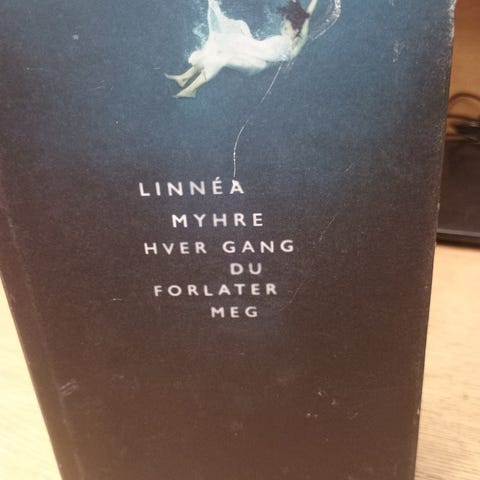 LINNÉA
MYHRE
HVER GANG
DU
FORLATER
MEG